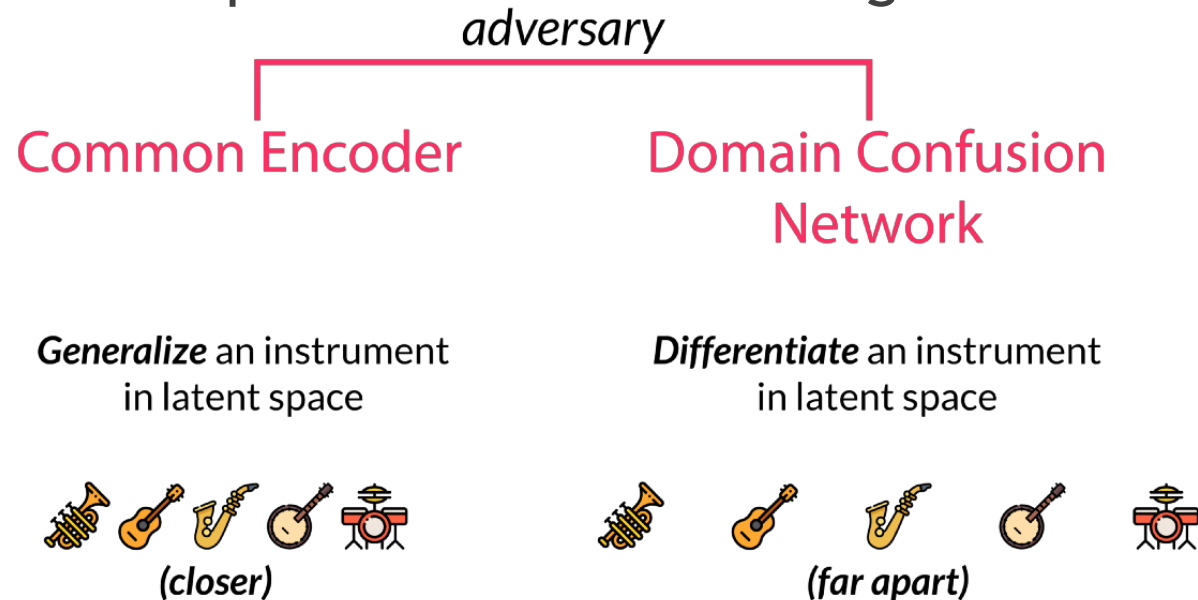 adversary
Common Encoder
Domain Confusion
Network
Generalize an instrument
in latent space
Differentiate an instrument
in latent space
(closer)
(far apart)